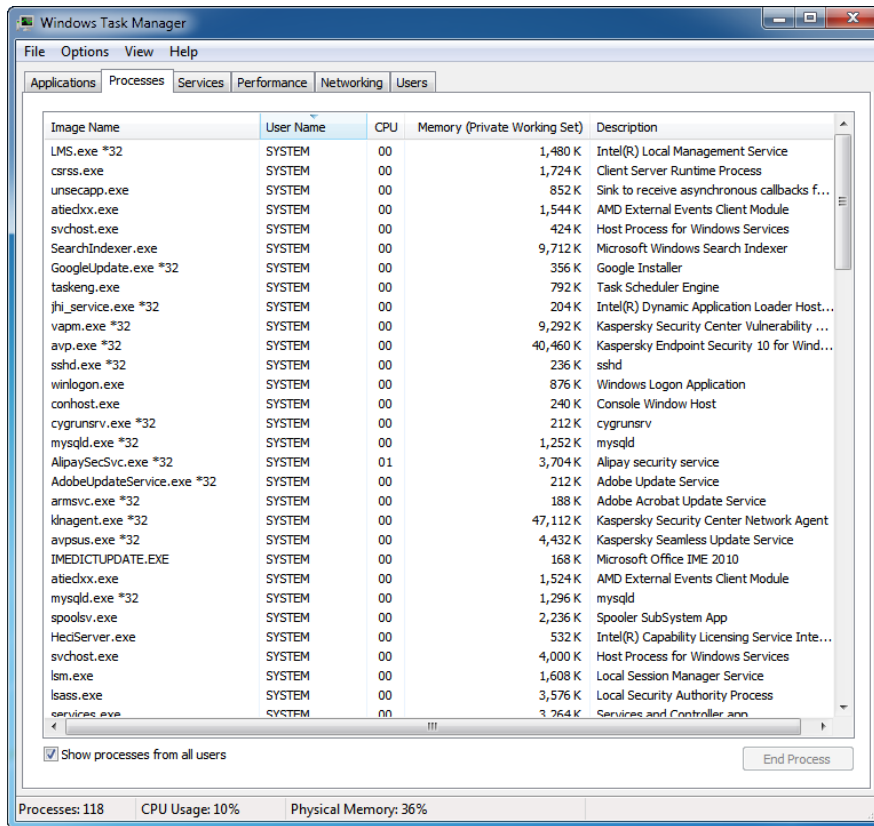 Windows Task Manager
File Options View Help
Applications Processes Services Performance Networking Users
Image Name User Name CPU Memory (Private Working Set) Description
LMS.exe *32 SYSTEM 00 1,480 K Intel(R) Local Management Service
csrss.exe SYSTEM 00 1,724 K Client Server Runtime Process
unsecapp.exe SYSTEM 00 852 K Sink to receive asynchronous callbacks f...
atieclxx.exe SYSTEM 00 1,544 K AMD External Events Client Module
svchost.exe SYSTEM 00 424 K Host Process for Windows Services
SearchIndexer.exe SYSTEM 00 9,712 K Microsoft Windows Search Indexer
GoogleUpdate.exe *32 SYSTEM 00 356 K Google Installer
taskeng.exe SYSTEM 00 792 K Task Scheduler Engine
jhi_service.exe *32 SYSTEM 00 204 K Intel(R) Dynamic Application Loader Host...
vapm.exe *32 SYSTEM 00 9,292 K Kaspersky Security Center Vulnerability ...
avp.exe *32 SYSTEM 00 40,460 K Kaspersky Endpoint Security 10 for Wind...
sshd.exe *32 SYSTEM 00 236 K sshd
winlogon.exe SYSTEM 00 876 K Windows Logon Application
conhost.exe SYSTEM 00 240 K Console Window Host
cygrunsrv.exe *32 SYSTEM 00 212 K cygrunsrv
mysqld.exe *32 SYSTEM 00 1,252 K mysqld
AlipaySecSvc.exe *32 SYSTEM 01 3,704 K Alipay security service
AdobeUpdateService.exe *32 SYSTEM 00 212 K Adobe Update Service
armsvc.exe *32 SYSTEM 00 188 K Adobe Acrobat Update Service
klnagent.exe *32 SYSTEM 00 47,112 K Kaspersky Security Center Network Agent
avpsus.exe *32 SYSTEM 00 4,432 K Kaspersky Seamless Update Service
IMEDICTUPDATE.EXE SYSTEM 00 168 K Microsoft Office IME 2010
atieclxx.exe SYSTEM 00 1,524 K AMD External Events Client Module
mysqld.exe *32 SYSTEM 00 1,296 K mysqld
spoolsv.exe SYSTEM 00 2,236 K Spooler SubSystem App
HeciServer.exe SYSTEM 00 532 K Intel(R) Capability Licensing Service Inte...
svchost.exe SYSTEM 00 4,000 K Host Process for Windows Services
lsm.exe SYSTEM 00 1,608 K Local Session Manager Service
lsass.exe SYSTEM 00 3,576 K Local Security Authority Process
services.exe SYSTEM 00 3,264 K Services and Controller app
Show processes from all users
End Process
Processes: 118 CPU Usage: 10% Physical Memory: 36%